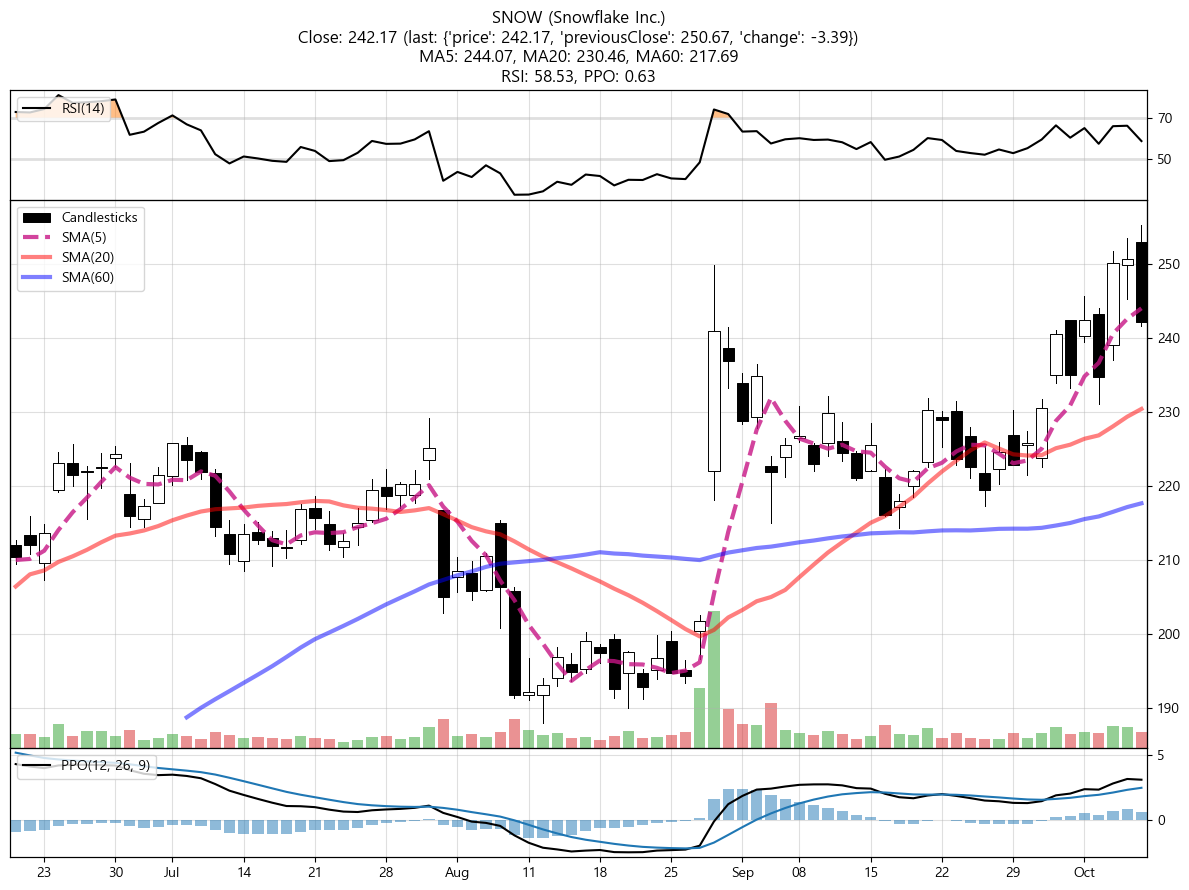 SNOW (Snowflake Inc.)
Close: 242.17 (last: {'price': 242.17, 'previousClose': 250.67, 'change': -3.39})
MA5: 244.07, MA20: 230.46, MA60: 217.69
RSI: 58.53, PPO: 0.63
RSI(14)
70
50
Candlesticks
SMA(5)
SMA(20)
SMA(60)
250
240
230
220
210
200
190
PPO(12, 26, 9)
5
0
23 30 Jul 14 21 28 Aug 11 18 25 Sep 08 15 22 29 Oct